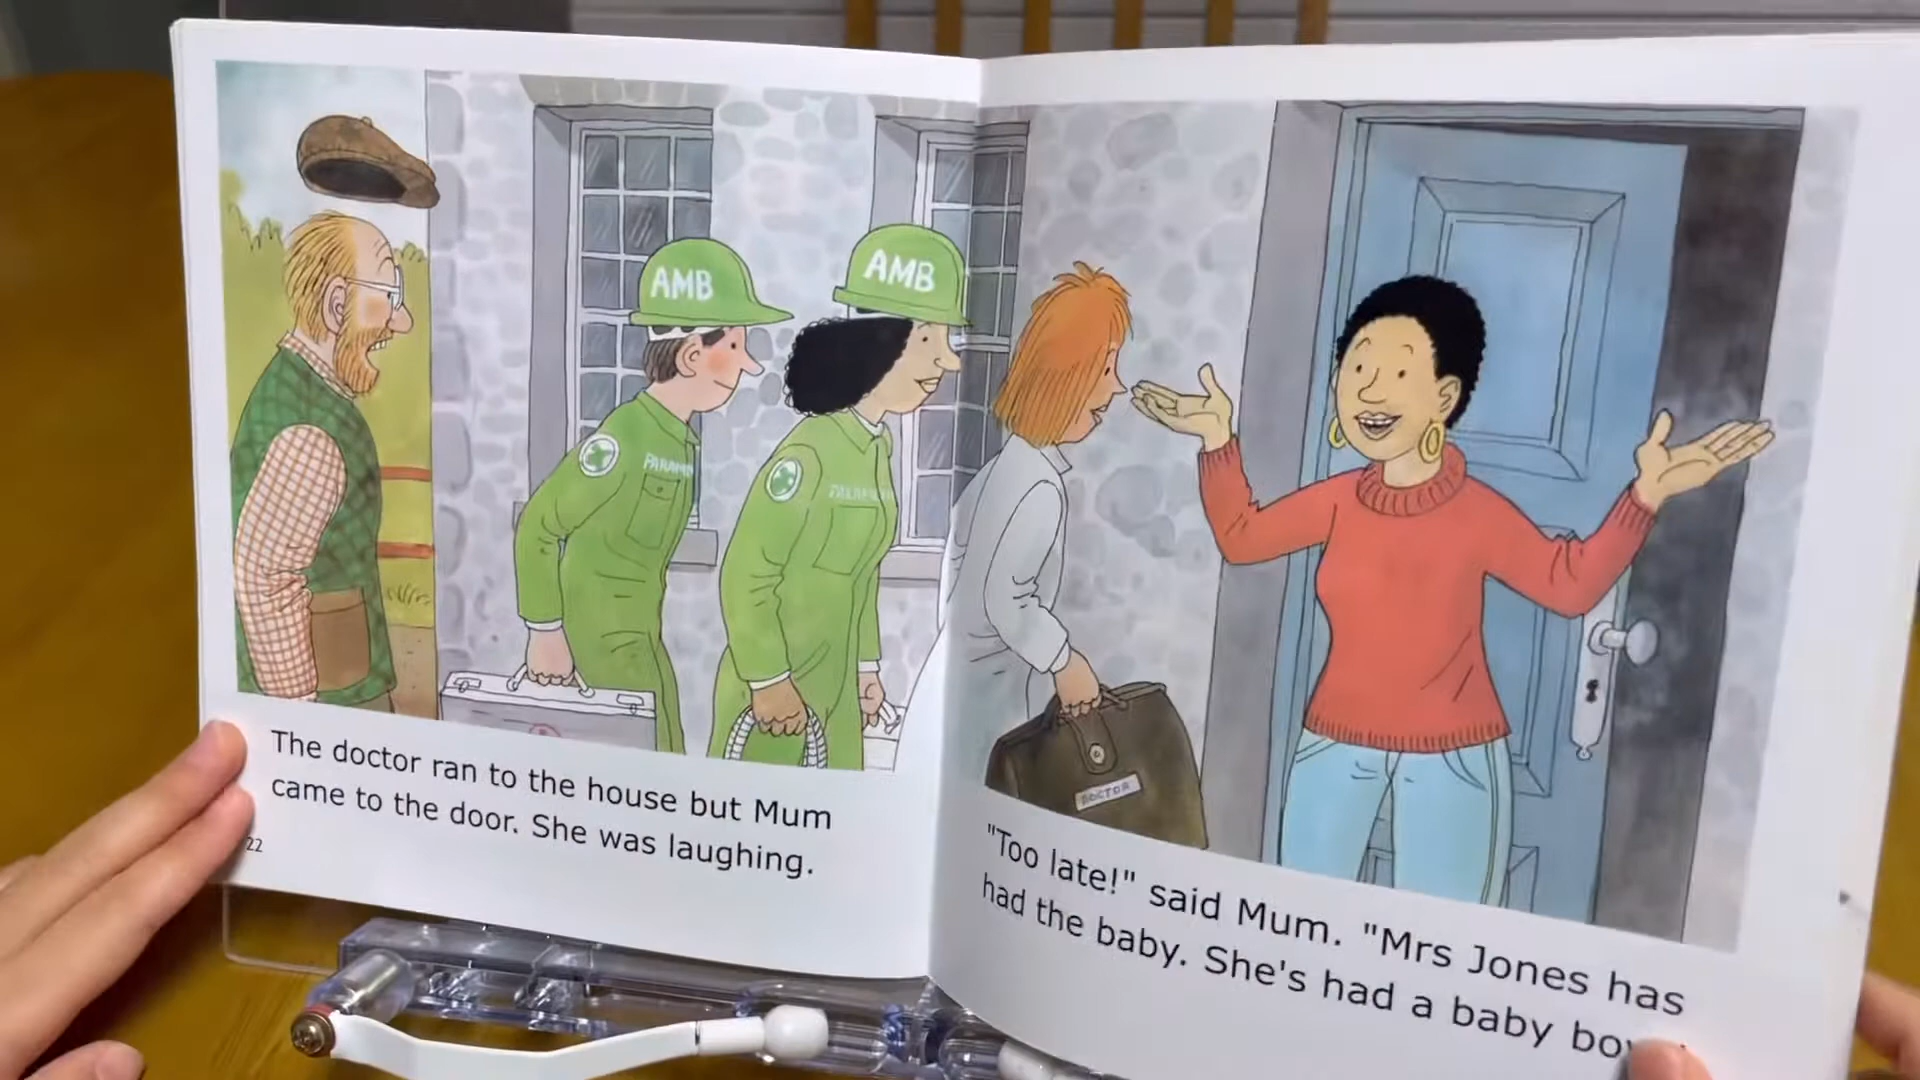 AMB
AMB
DOCTOR
The doctor ran to the house but Mum
came to the door. She was laughing.
22
"Too late!" said Mum. "Mrs Jones has
had the baby. She's had a baby